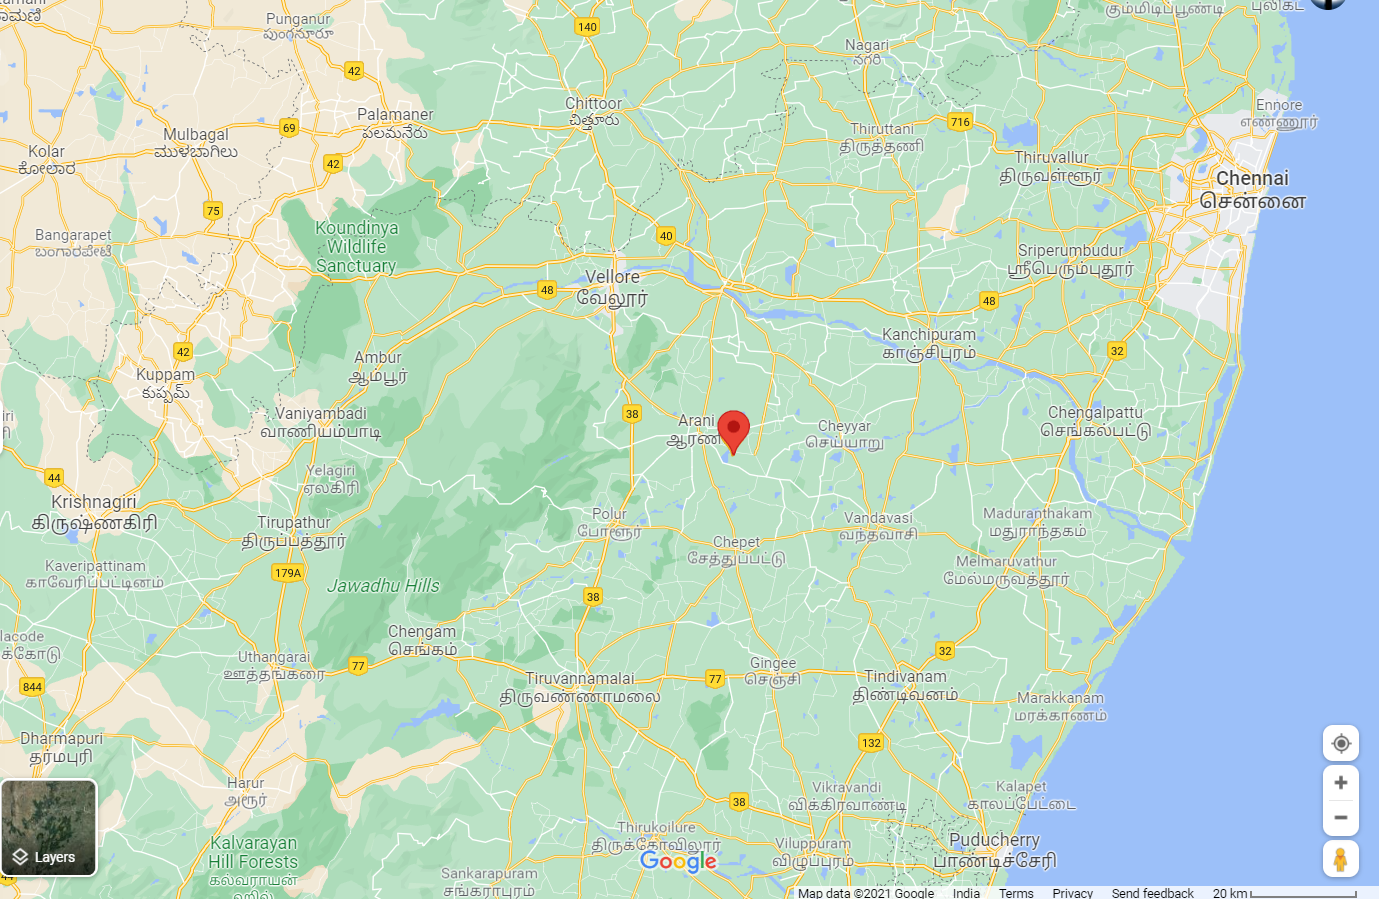 Punganur
పుంగనూరు
140
Nagari
నగరి
கும்மிடிப்பூண்டி
42
Chittoor
చిత్తూరు
Ennore
எண்ணூர்
Palamaner
పలమనేరు
69
Mulbagal
ಮುಳಬಾಗಿಲು
716
Thiruttani
திருத்தணி
Kolar
ಕೋಲಾರ
42
Thiruvallur
திருவள்ளூர்
Chennai
சென்னை
75
Koundinya
Wildlife
Sanctuary
Bangarapet
ಬಂಗಾರಪೇಟೆ
40
Sriperumbudur
ஸ்ரீபெரும்புதூர்
Vellore
வேலூர்
48
48
Kanchipuram
காஞ்சிபுரம்
42
32
Ambur
ஆம்பூர்
Kuppam
కుప్పమ్
Vaniyambadi
வாணியம்பாடி
38
Arani
Cheyyar
செய்யாறு
Chengalpattu
செங்கல்பட்டு
Yelagiri
ஏலகிரி
44
Krishnagiri
கிருஷ்ணகிரி
Tirupathur
திருப்பத்தூர்
Polur
போளூர்
Vandavasi
வந்தவாசி
Maduranthakam
மதுராந்தகம்
Chepet
சேத்துப்பட்டு
Kaveripattinam
காவேரிப்பட்டினம்
179A
Jawadhu Hills
Melmaruvathur
மேல்மருவத்தூர்
38
Chengam
செங்கம்
32
Uthangarai
ஊத்தங்கரை
77
Gingee
செஞ்சி
844
Tiruvannamalai
திருவண்ணாமலை
77
Tindivanam
திண்டிவனம்
Marakkanam
மரக்காணம்
Dharmapuri
தர்மபுரி
132
Harur
அரூர்
38
Vikravandi
விக்கிரவாண்டி
Kalapet
காலப்பேட்டை
Thirukoilure
திருக்கோவிலூர்
Kalvarayan
Hill Forests
கல்வராயன்
Viluppuram
விழுப்புரம்
Puducherry
பாண்டிச்சேரி
Layers
Google
Sankarapuram
சங்கராபுரம்
Map data ©2021 Google India Terms Privacy Send feedback 20 km